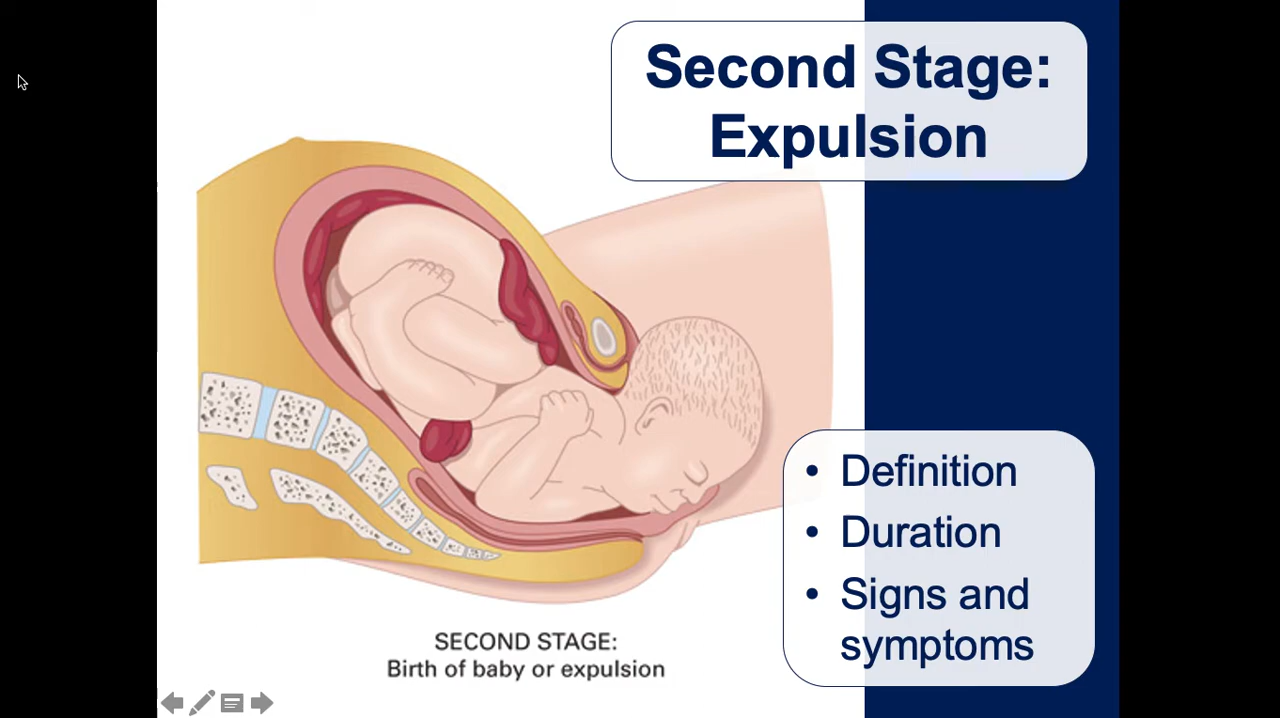 Second Stage:
Expulsion
• Definition
• Duration
• Signs and
symptoms
SECOND STAGE:
Birth of baby or expulsion